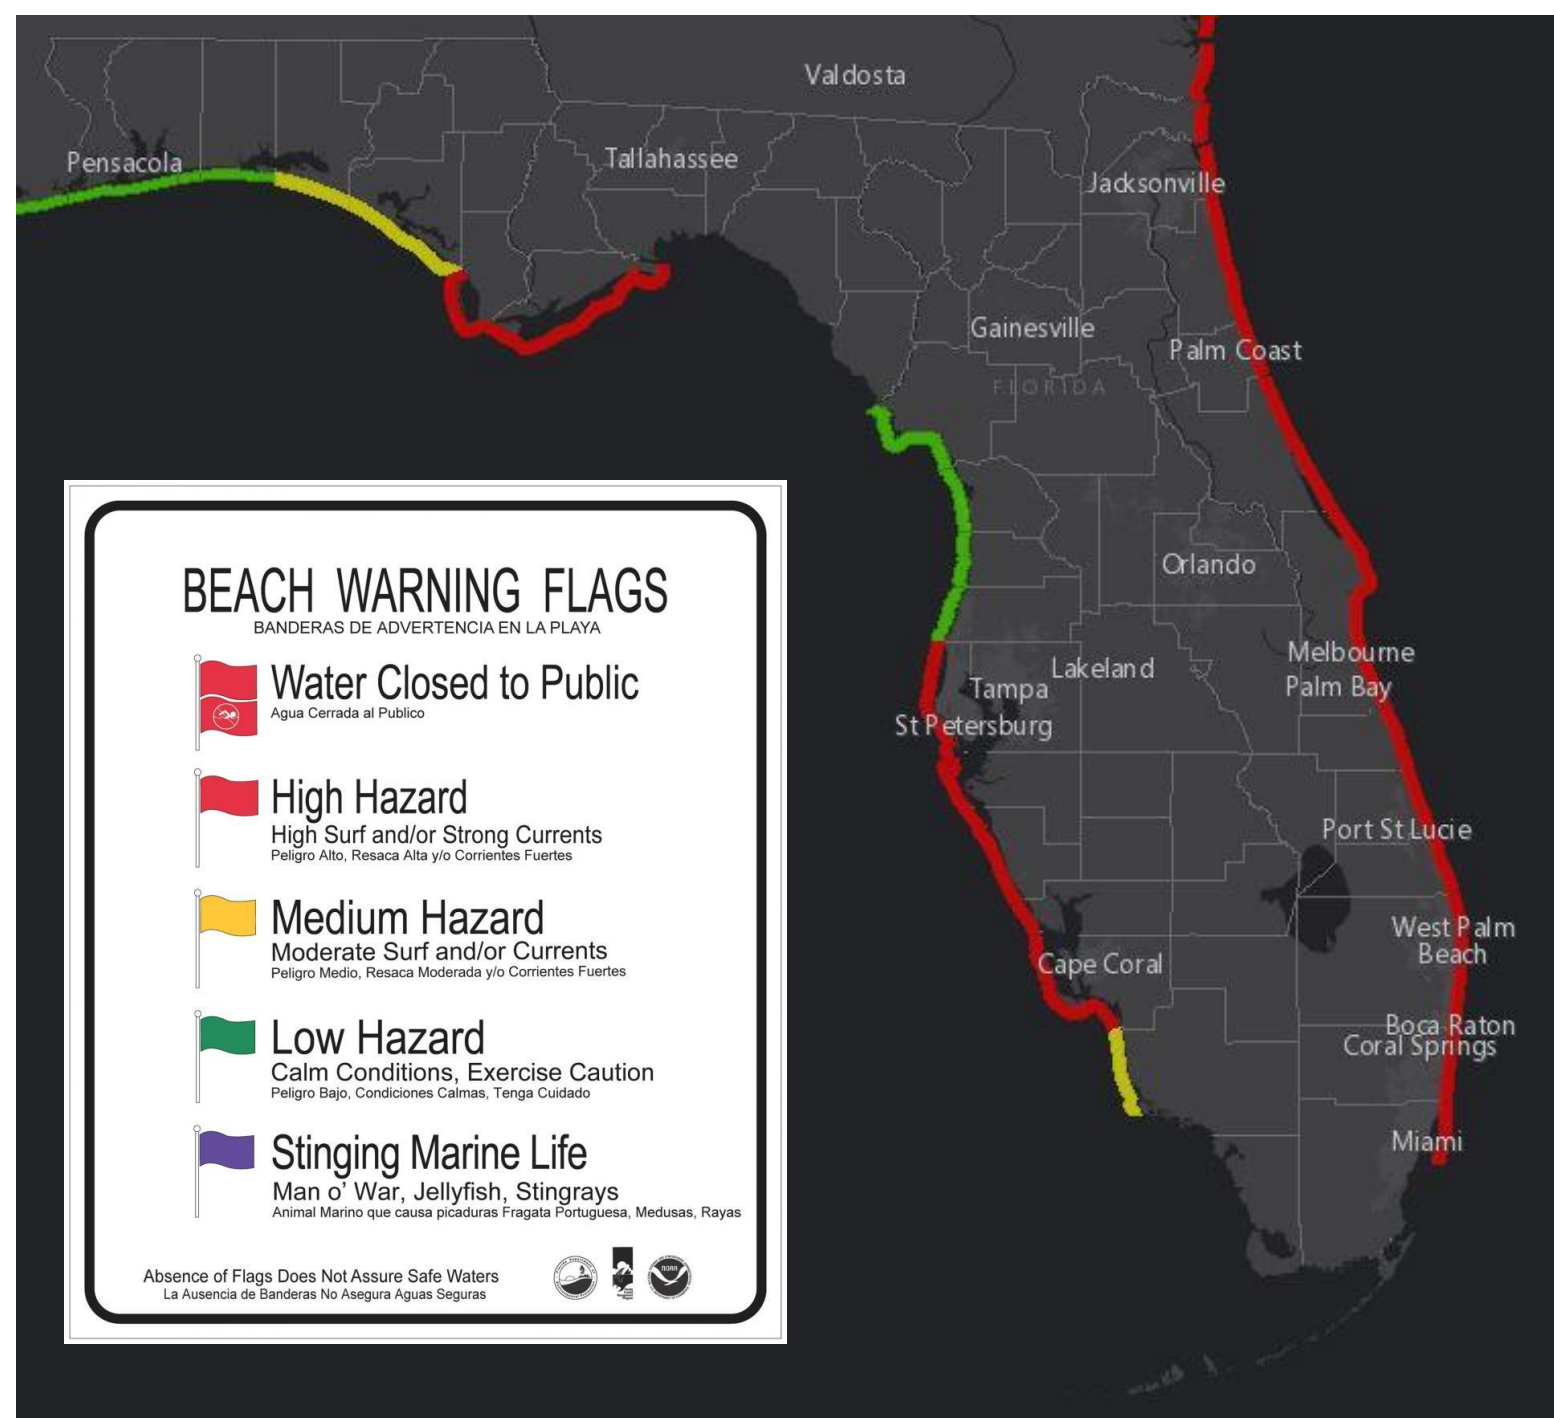 Valdosta
Pensacola
Tallahassee
Jacksonville
Gainesville
Palm Coast
FLORIDA
Orlando
Melbourne
Lakeland
Palm Bay
Tampa
St Petersburg
Port St Lucie
West Palm
Beach
Cape Coral
Boca Raton
Coral Springs
Miami
BEACH WARNING FLAGS
BANDERAS DE ADVERTENCIA EN LA PLAYA
Water Closed to Public
Agua Cerrada al Publico
High Hazard
High Surf and/or Strong Currents
Peligro Alto, Resaca Alta y/o Corrientes Fuertes
Medium Hazard
Moderate Surf and/or Currents
Peligro Medio, Resaca Moderada y/o Corrientes Fuertes
Low Hazard
Calm Conditions, Exercise Caution
Peligro Bajo, Condiciones Calmas, Tenga Cuidado
Stinging Marine Life
Man o' War, Jellyfish, Stingrays
Animal Marino que causa picaduras Fragata Portuguesa, Medusas, Rayas
Absence of Flags Does Not Assure Safe Waters
La Ausencia de Banderas No Asegura Aguas Seguras
NOAA